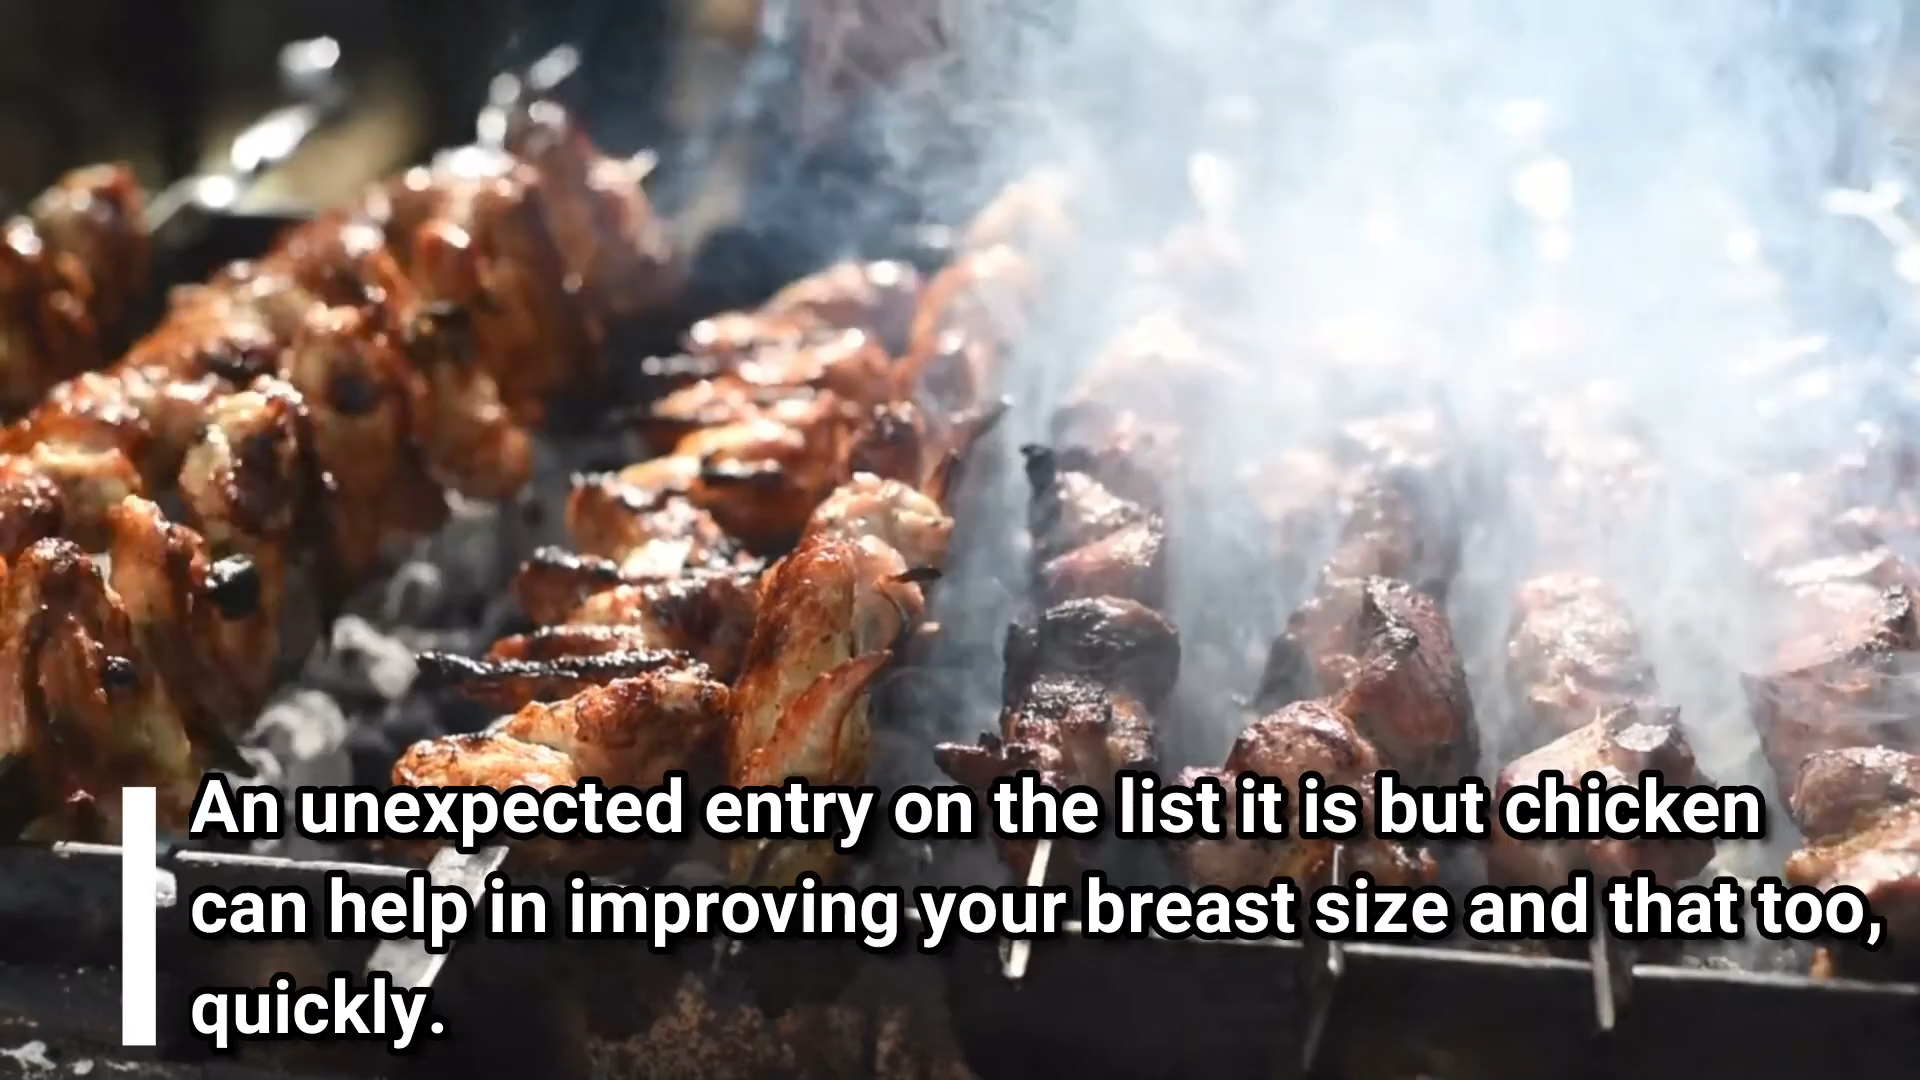 An unexpected entry on the list it is but chicken
can help in improving your breast size and that too,
quickly.